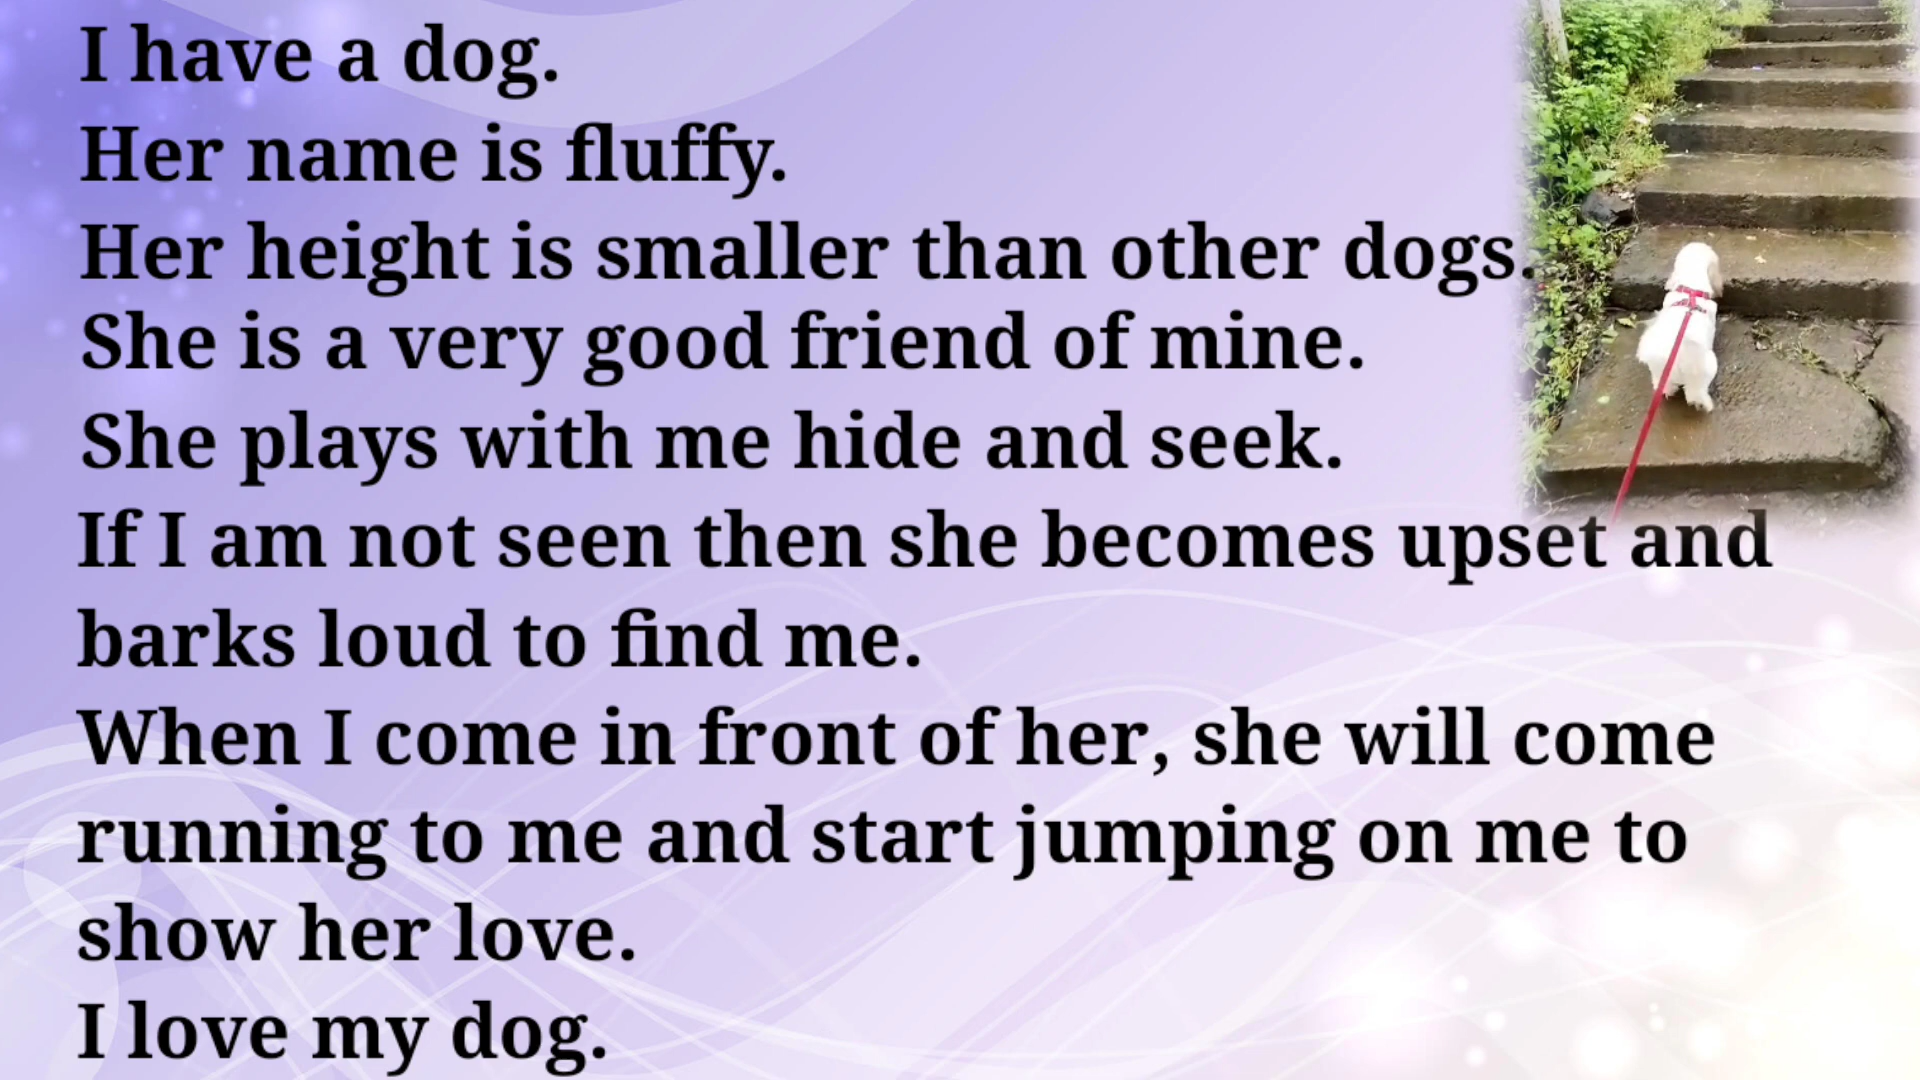 I have a dog.
Her name is fluffy.
Her height is smaller than other dogs.
She is a very good friend of mine.
She plays with me hide and seek.
If I am not seen then she becomes upset and
barks loud to find me.
When I come in front of her, she will come
running to me and start jumping on me to
show her love.
I love my dog.